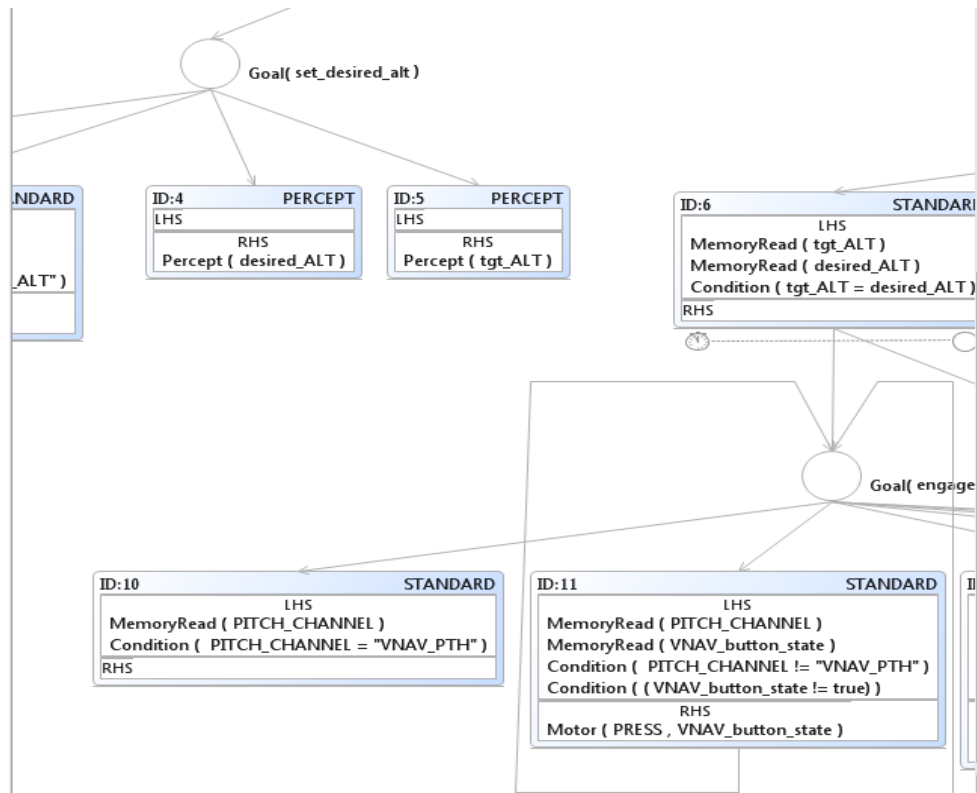 Goal( set_desired_alt )
NDARD
_ALT" )
ID:4 PERCEPT
LHS
RHS
Percept ( desired_ALT )
ID:5 PERCEPT
LHS
RHS
Percept ( tgt_ALT )
ID:6 STANDARD
LHS
MemoryRead ( tgt_ALT )
MemoryRead ( desired_ALT )
Condition ( tgt_ALT = desired_ALT )
RHS
Goal( engage
ID:10 STANDARD
LHS
MemoryRead ( PITCH_CHANNEL )
Condition ( PITCH_CHANNEL = "VNAV_PTH" )
RHS
ID:11 STANDARD
LHS
MemoryRead ( PITCH_CHANNEL )
MemoryRead ( VNAV_button_state )
Condition ( PITCH_CHANNEL != "VNAV_PTH" )
Condition ( ( VNAV_button_state != true) )
RHS
Motor ( PRESS , VNAV_button_state )